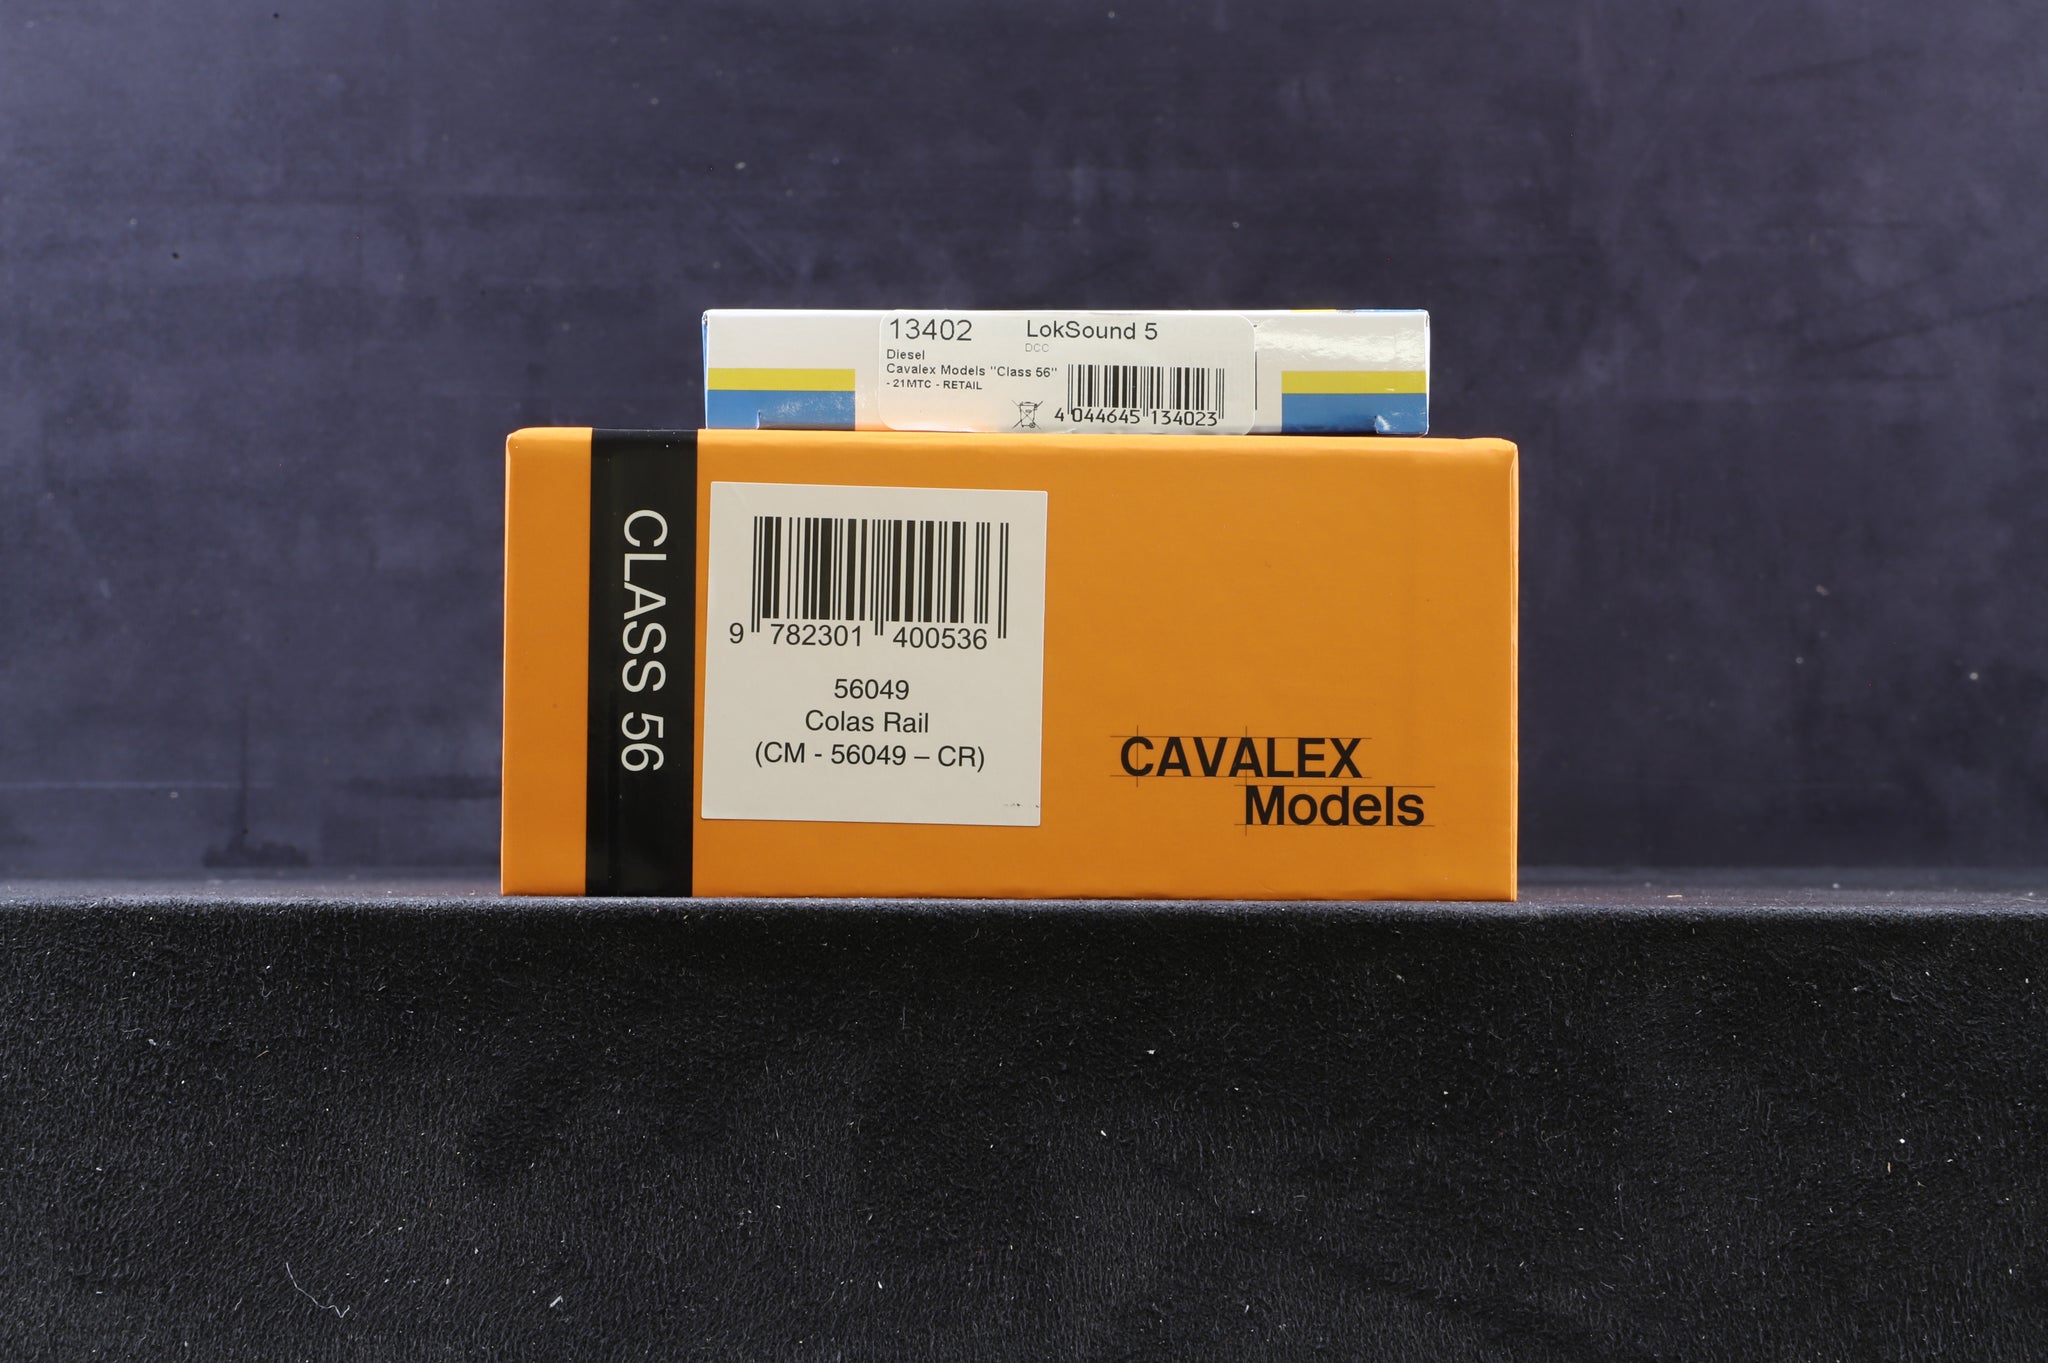 13402 LokSound 5
DCC
Diesel
Cavalex Models "Class 56"
- 21MTC - RETAIL
4 044645 134023
CLASS 56
9 782301 400536
56049
Colas Rail
(CM - 56049 – CR)
CAVALEX
Models